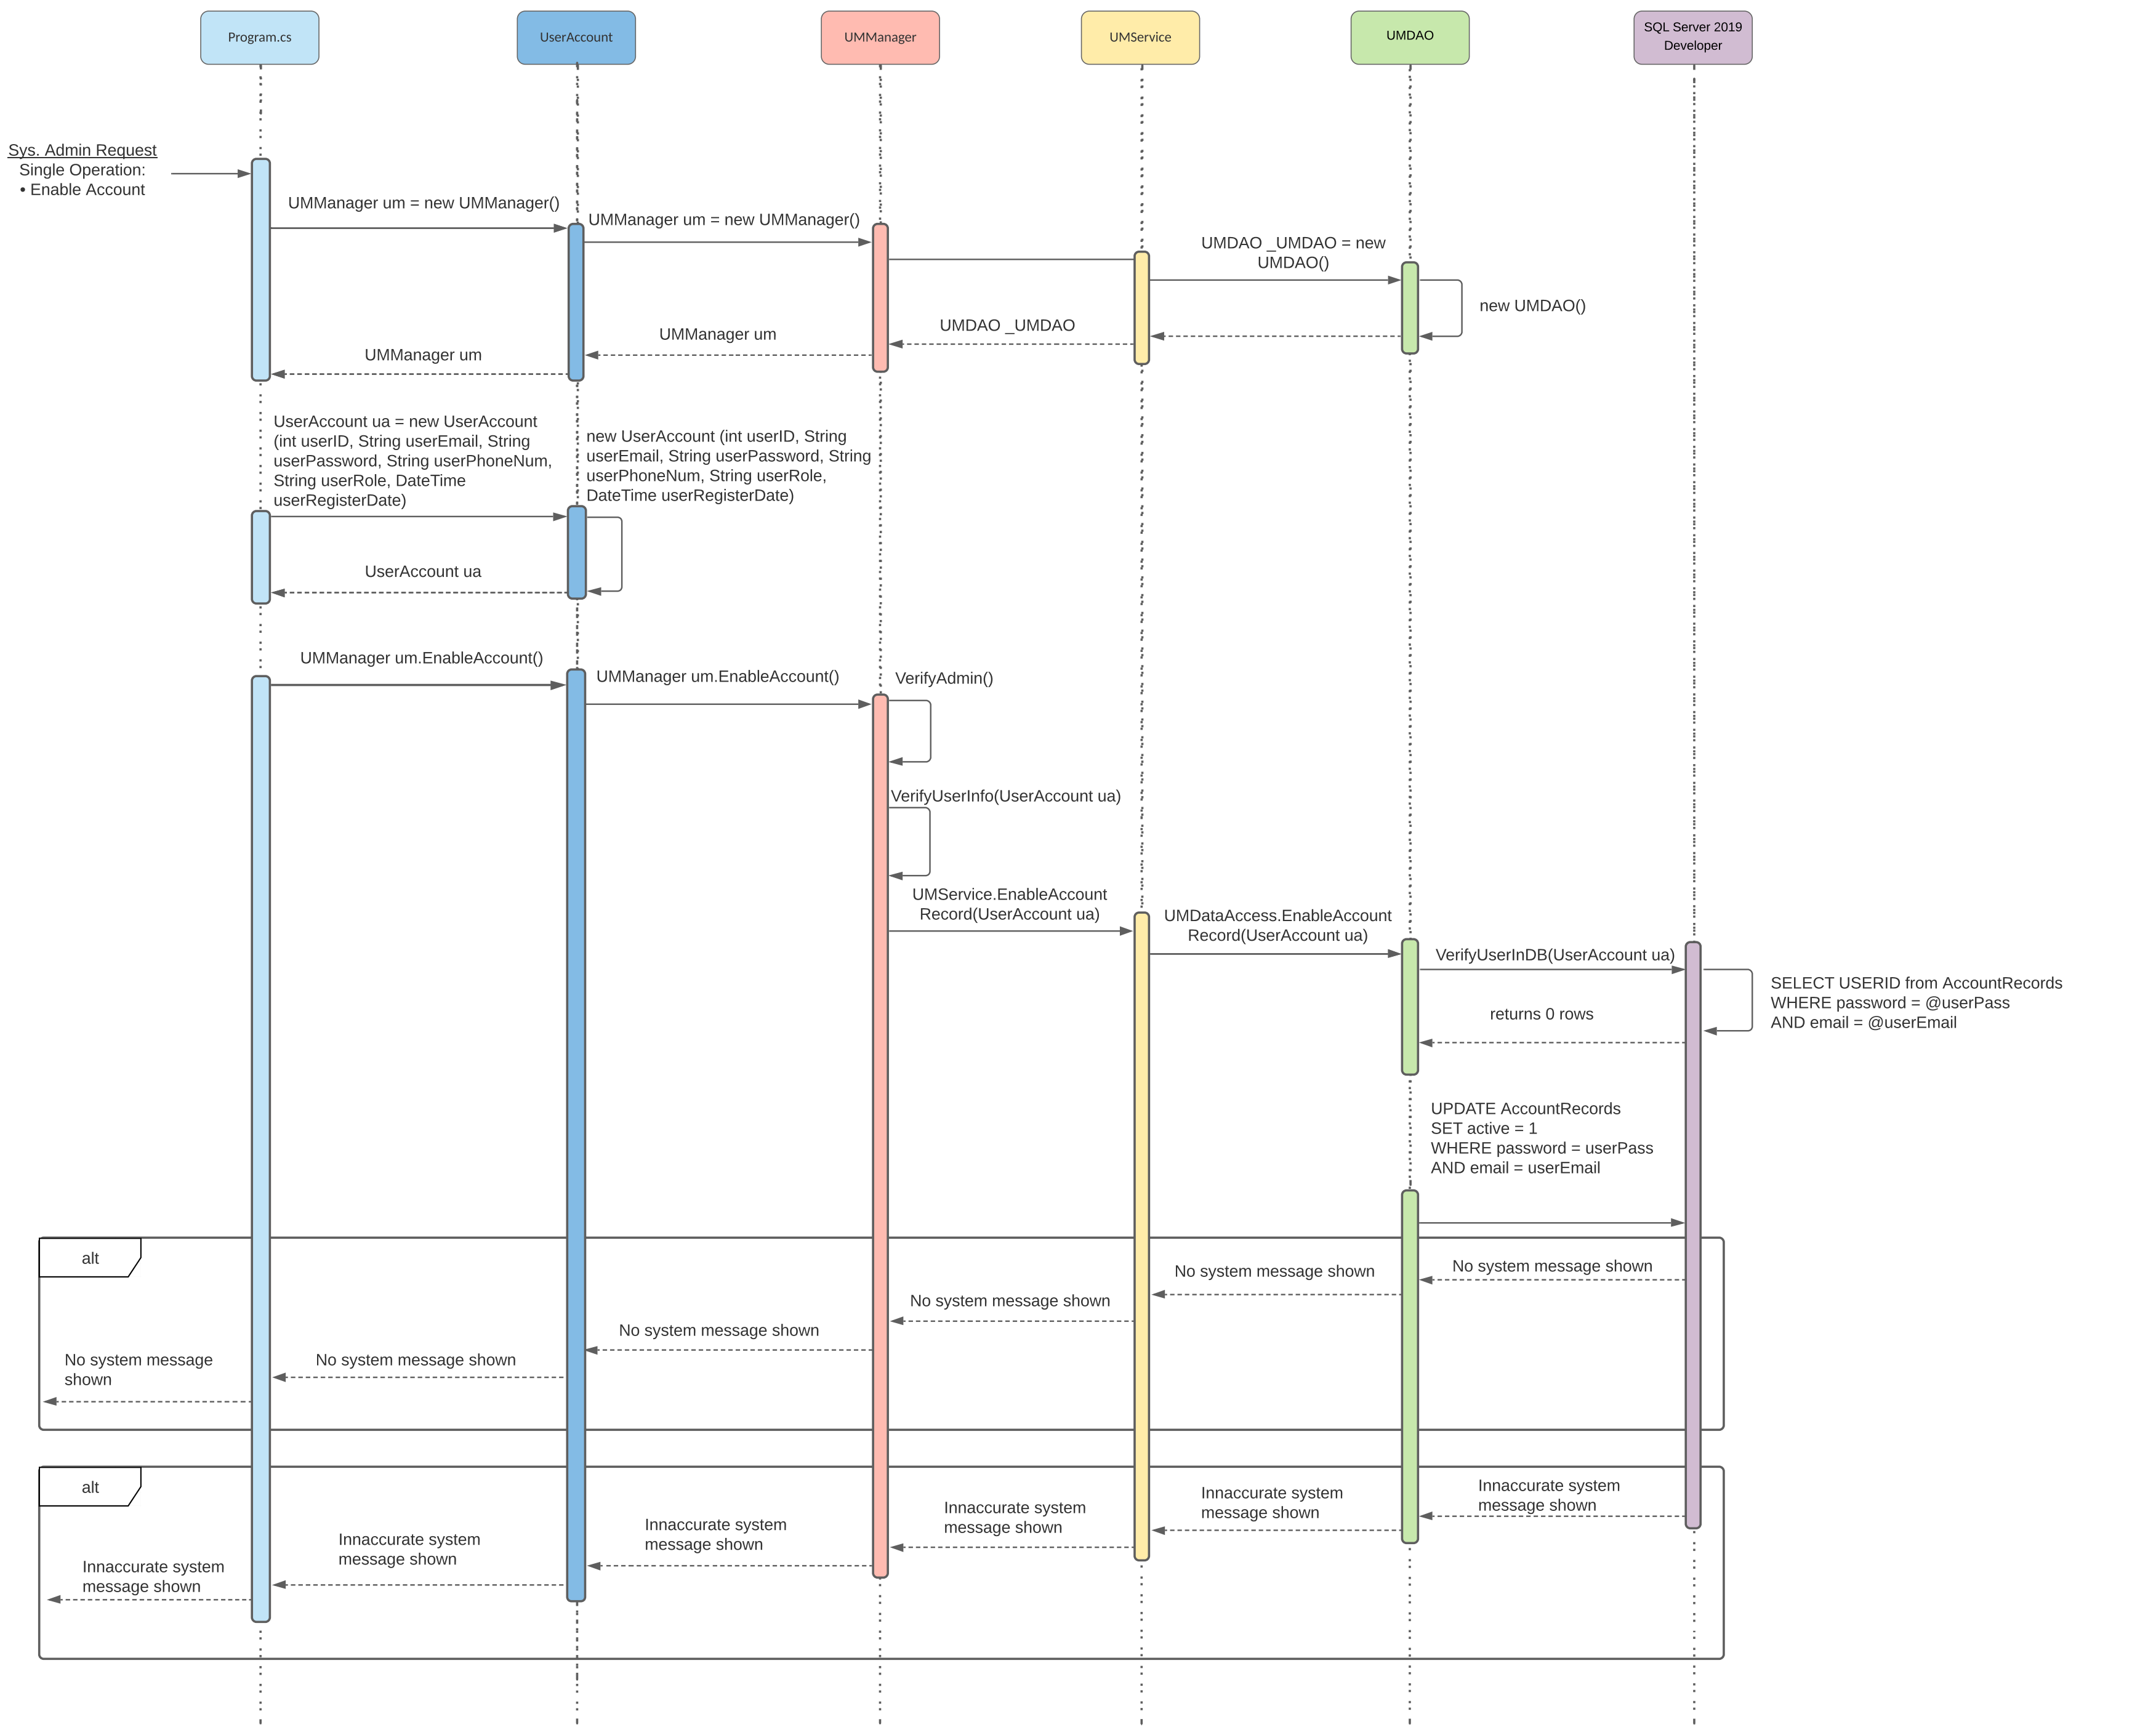 Program.cs
UserAccount
UMManager
UMService
UMDAO
SQL Server 2019
Developer
Sys. Admin Request
Single Operation:
• Enable Account
UMManager um = new UMManager()
UMManager um = new UMManager()
UMDAO _UMDAO = new
UMDAO()
new UMDAO()
UMDAO _UMDAO
UMManager um
UMManager um
UserAccount ua = new UserAccount
(int userID, String userEmail, String
userPassword, String userPhoneNum,
String userRole, DateTime
userRegisterDate)
new UserAccount (int userID, String
userEmail, String userPassword, String
userPhoneNum, String userRole,
DateTime userRegisterDate)
UserAccount ua
UMManager um.EnableAccount()
UMManager um.EnableAccount()
VerifyAdmin()
VerifyUserInfo(UserAccount ua)
UMService.EnableAccount
Record(UserAccount ua)
UMDataAccess.EnableAccount
Record(UserAccount ua)
VerifyUserInDB(UserAccount ua)
SELECT USERID from AccountRecords
WHERE password = @userPass
AND email = @userEmail
returns 0 rows
UPDATE AccountRecords
SET active = 1
WHERE password = userPass
AND email = userEmail
alt
No system message shown
No system message shown
No system message shown
No system message shown
No system message shown
No system message
shown
alt
Innaccurate system
message shown
Innaccurate system
message shown
Innaccurate system
message shown
Innaccurate system
message shown
Innaccurate system
message shown
Innaccurate system
message shown